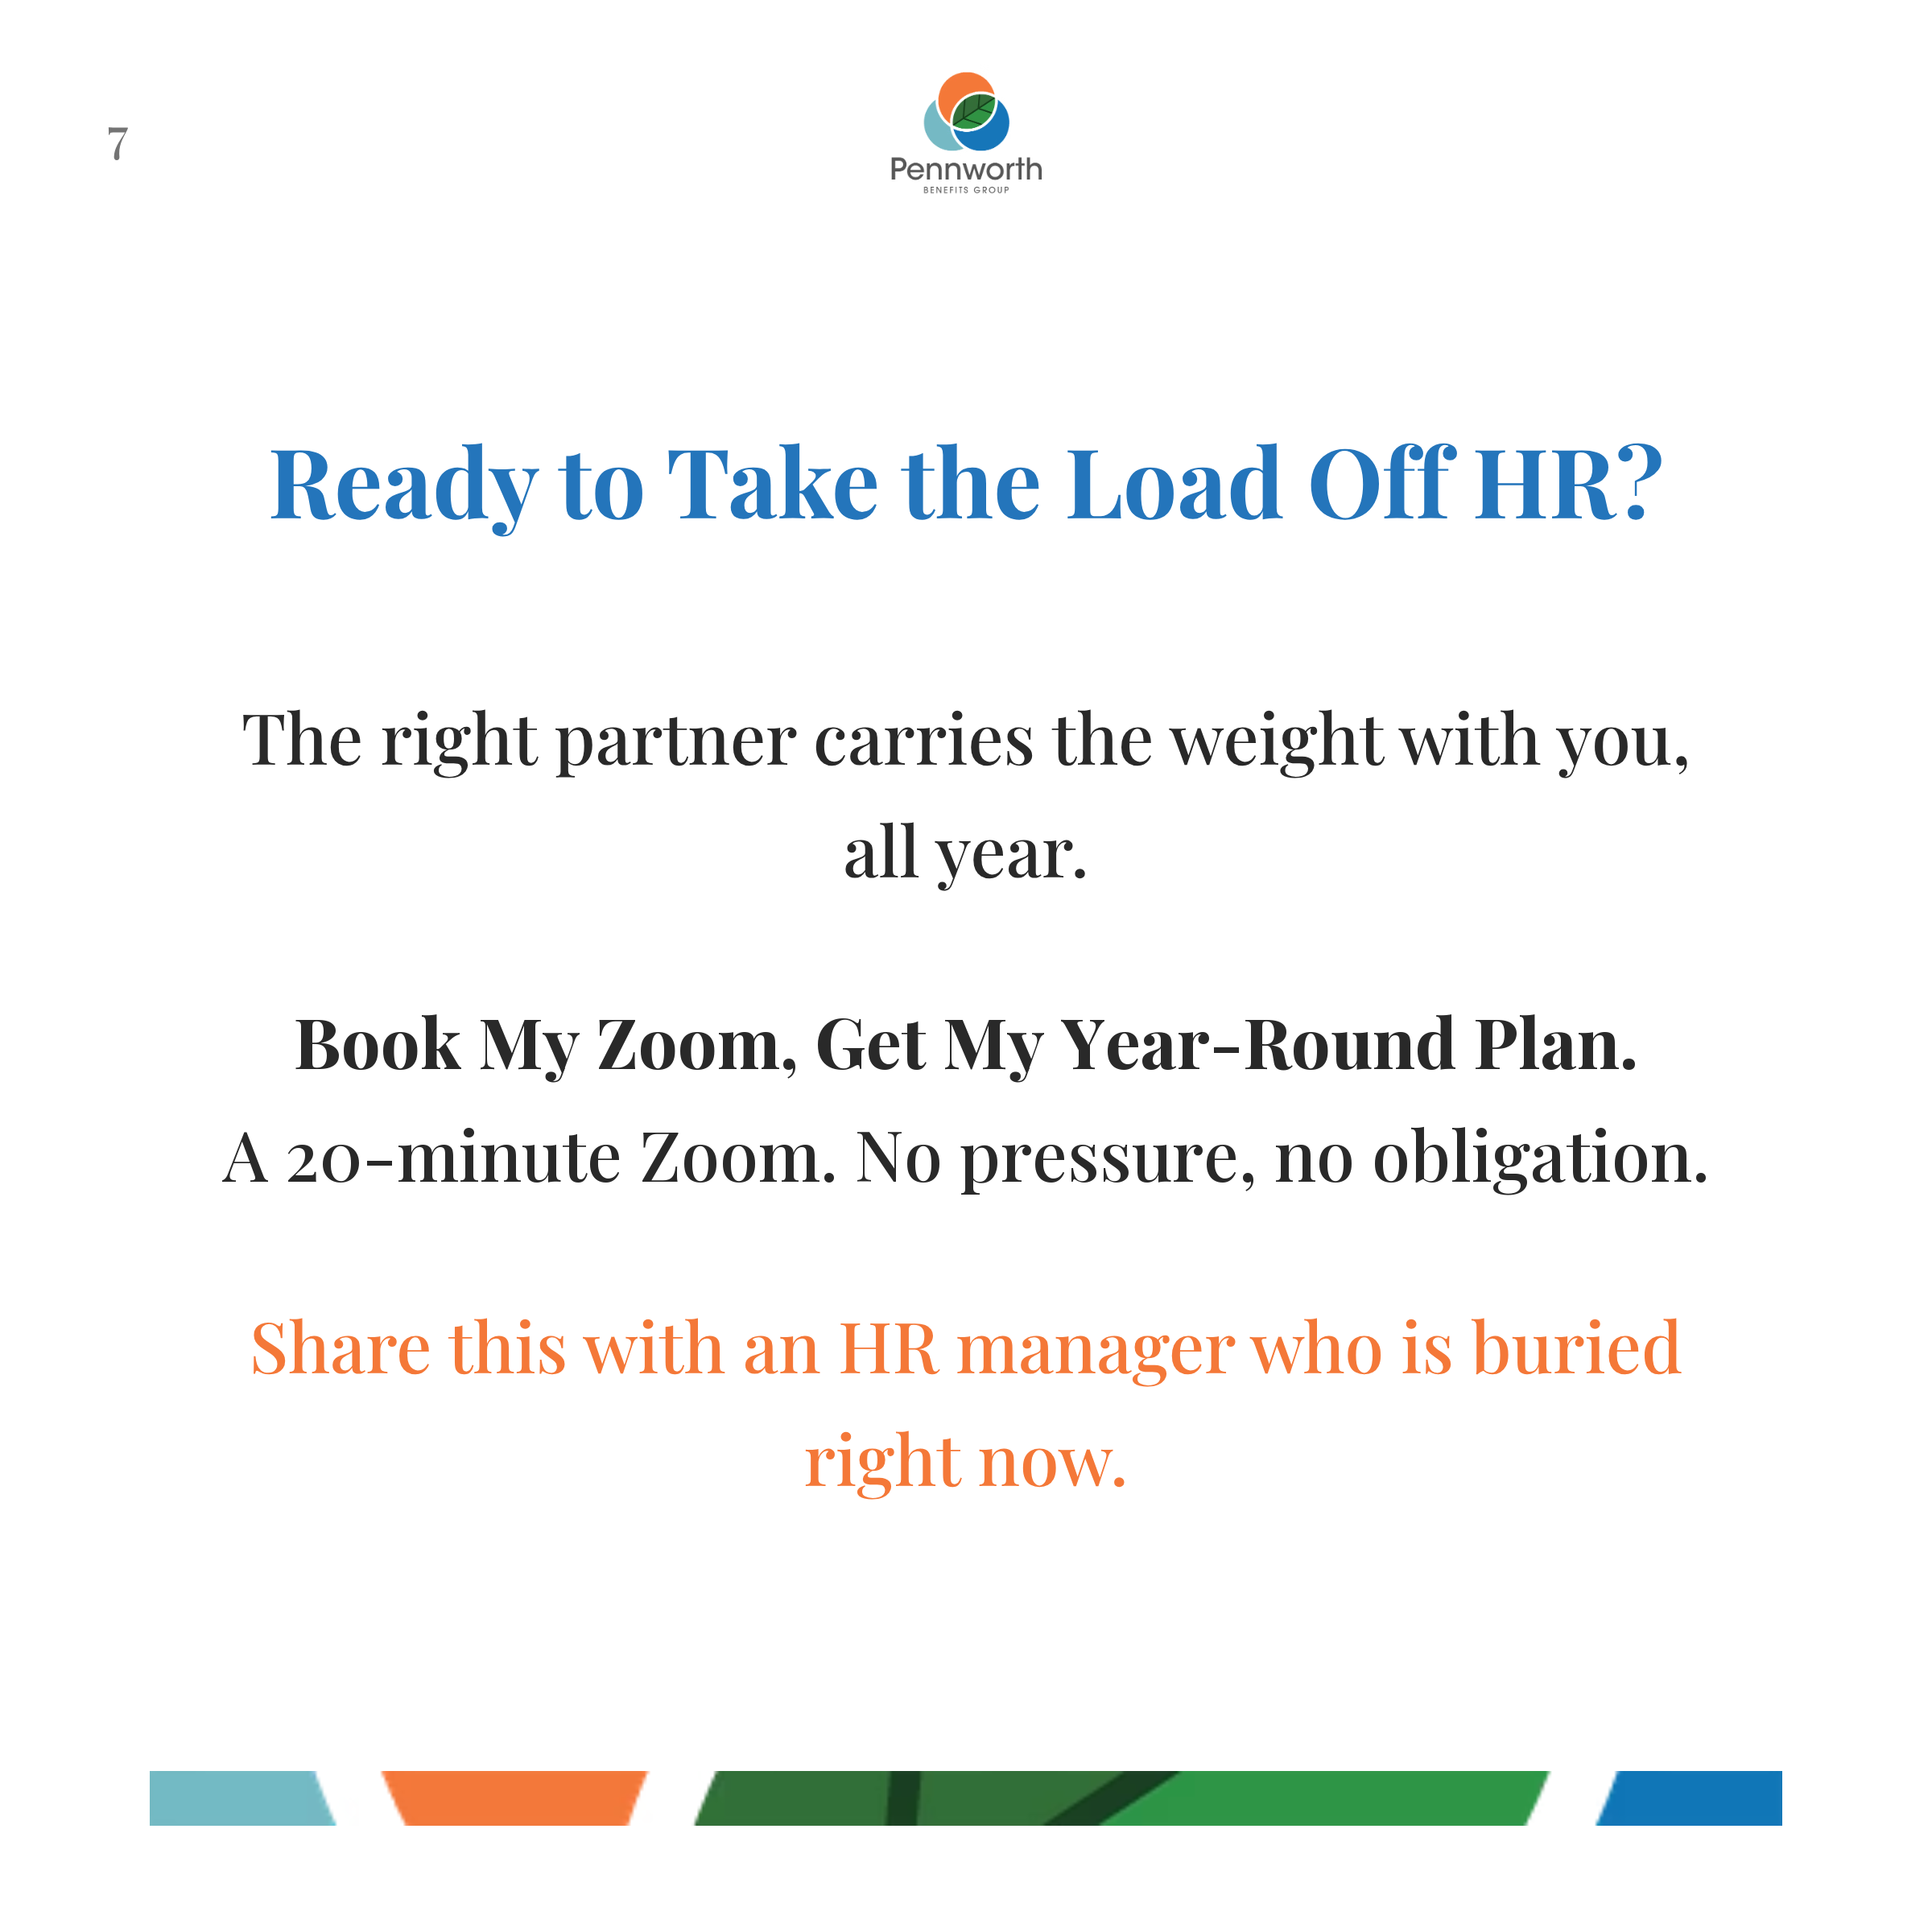 7
Pennworth
BENEFITS GROUP
Ready to Take the Load Off HR?
The right partner carries the weight with you,
all year.
Book My Zoom, Get My Year-Round Plan.
A 20-minute Zoom. No pressure, no obligation.
Share this with an HR manager who is buried
right now.